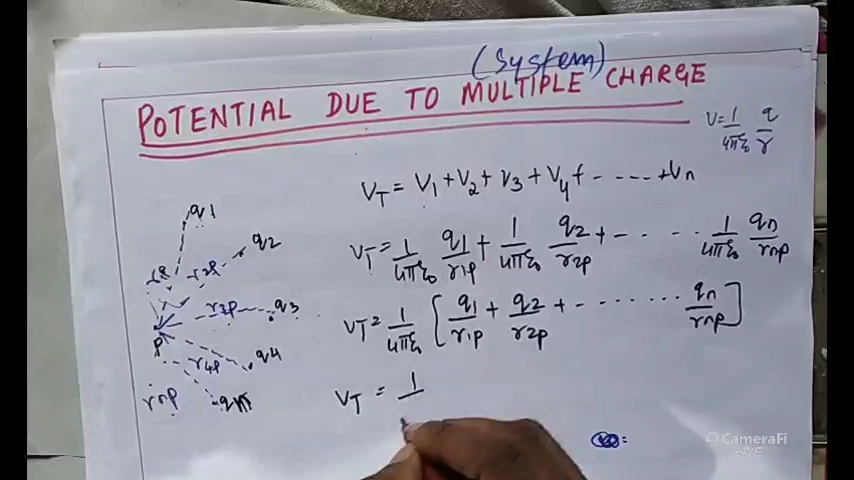 (System)
POTENTIAL DUE TO MULTIPLE CHARGE
V=1/4πε₀ q/r
V_T = V₁+V₂+V₃+V₄+------+Vn
q1
q2
V_T=1/4πε₀ q1/r1p + 1/4πε₀ q2/r2p +- - - - - 1/4πε₀ qn/rnp
r2p
r3p
q3
V_T= 1/4πε₀ [q1/r1p + q2/r2p +- - - - - - - qn/rnp]
P
r4p
q4
rnp
V_T = 1
CameraFi
LIVE